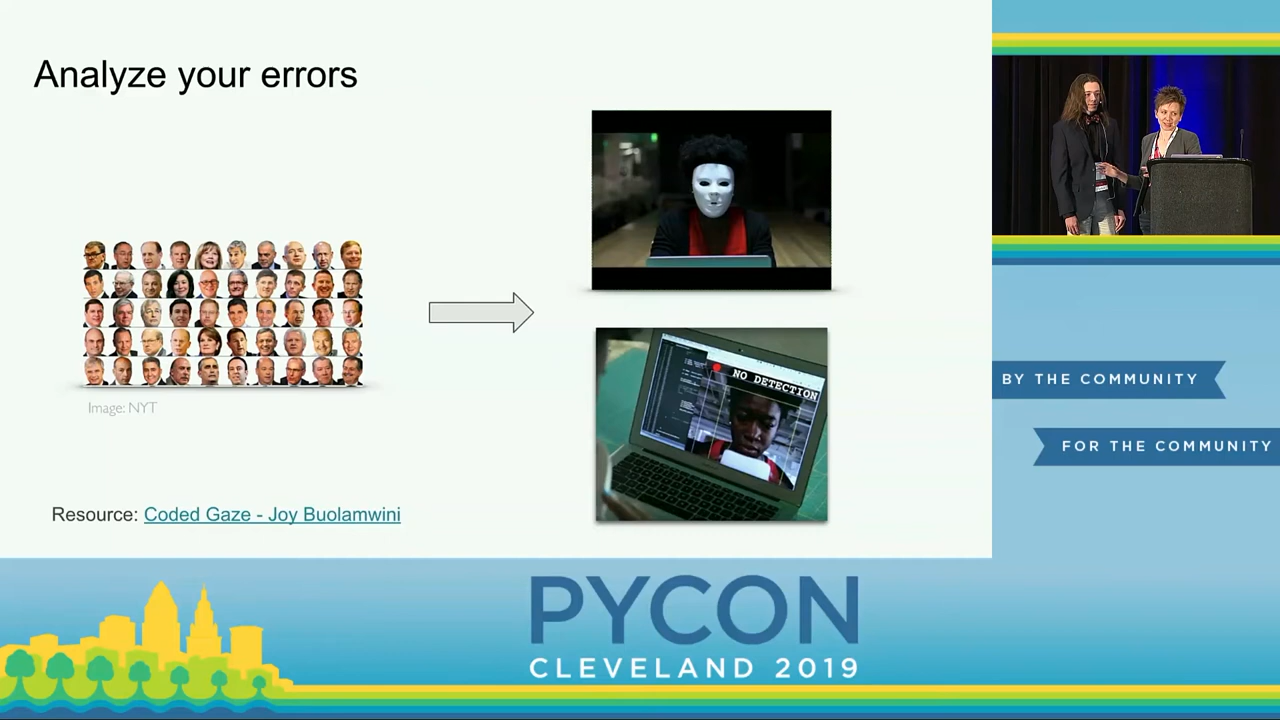 Analyze your errors
NO DETECTION
Image: NYT
Resource: Coded Gaze - Joy Buolamwini
BY THE COMMUNITY
FOR THE COMMUNITY
PYCON
CLEVELAND 2019